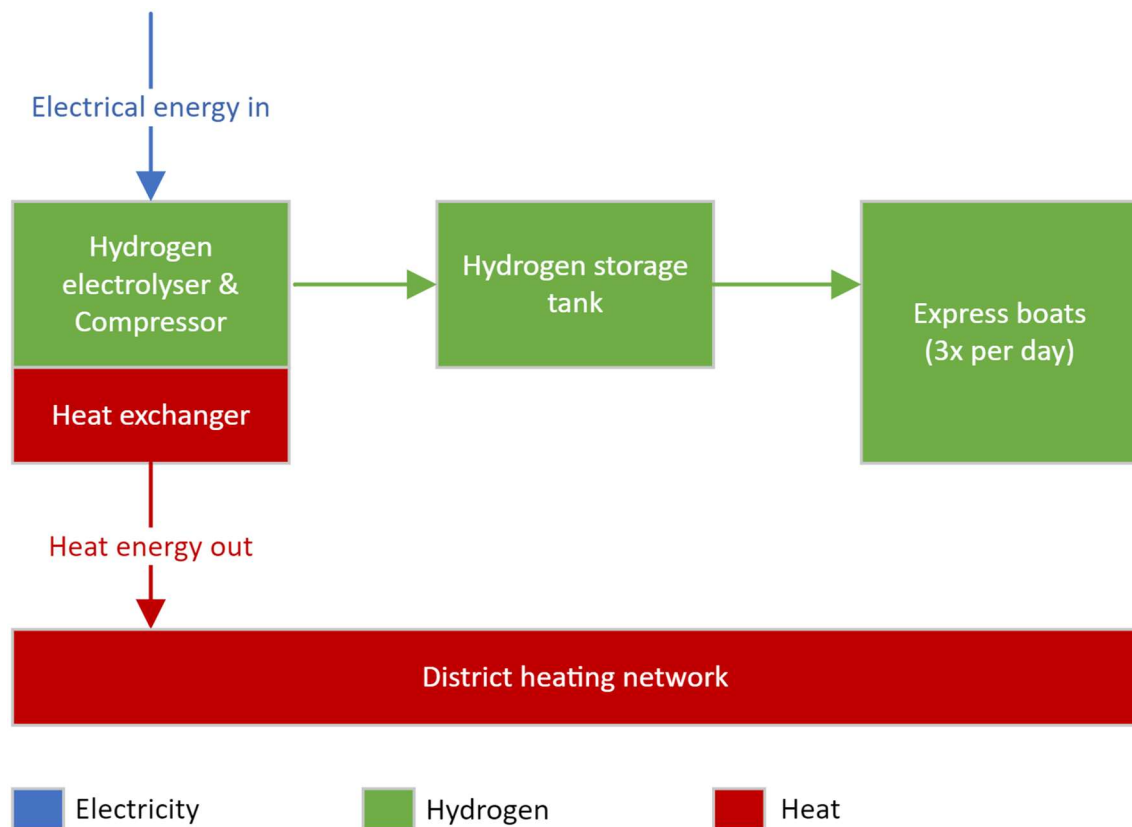 Electrical energy in
Hydrogen
electrolyser &
Compressor
Hydrogen storage
tank
Express boats
(3x per day)
Heat exchanger
Heat energy out
District heating network
Electricity
Hydrogen
Heat